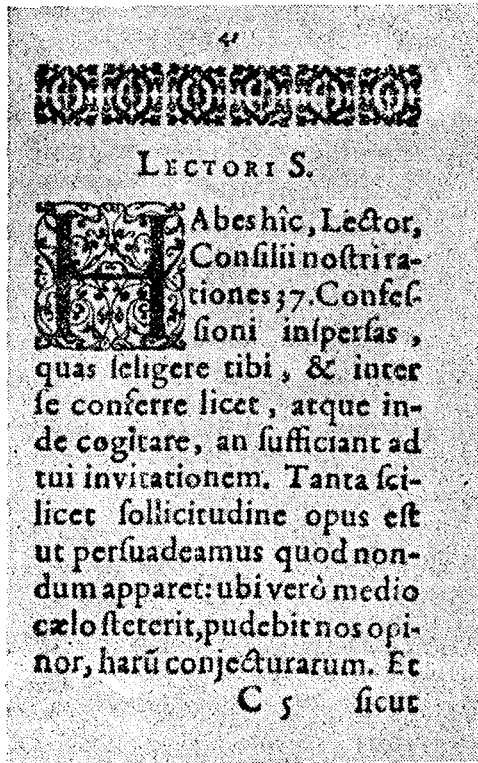 41
LECTORI S.
HAbes hîc, Lector,
Consilii nostri ra-
tiones 37. Confes-
sioni inspersas,
quas seligere tibi, & inter
se conferre licet, atque in-
de cogitare, an sufficiant ad
tui invitationem. Tanta sci-
licet sollicitudine opus est
ut persuadeamus quod non-
dum apparet: ubi verò medio
cælo steterit, pudebit nos opi-
nor, harũ conjecturarum. Et
C 5 sicut